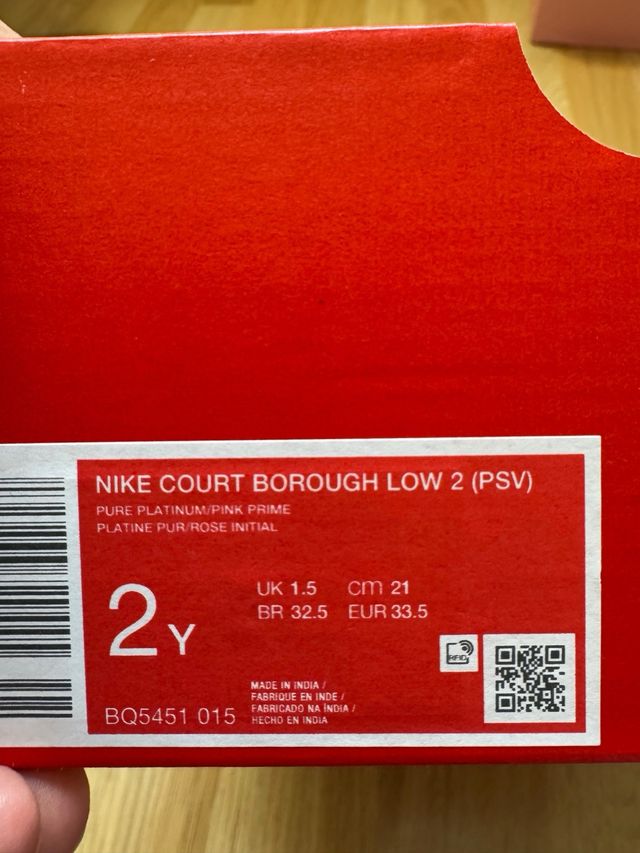 NIKE COURT BOROUGH LOW 2 (PSV)
PURE PLATINUM/PINK PRIME
PLATINE PUR/ROSE INITIAL
2Y
UK 1.5 cm 21
BR 32.5 EUR 33.5
RFID
BQ5451 015
MADE IN INDIA /
FABRIQUE EN INDE /
FABRICADO NA ÍNDIA /
HECHO EN INDIA